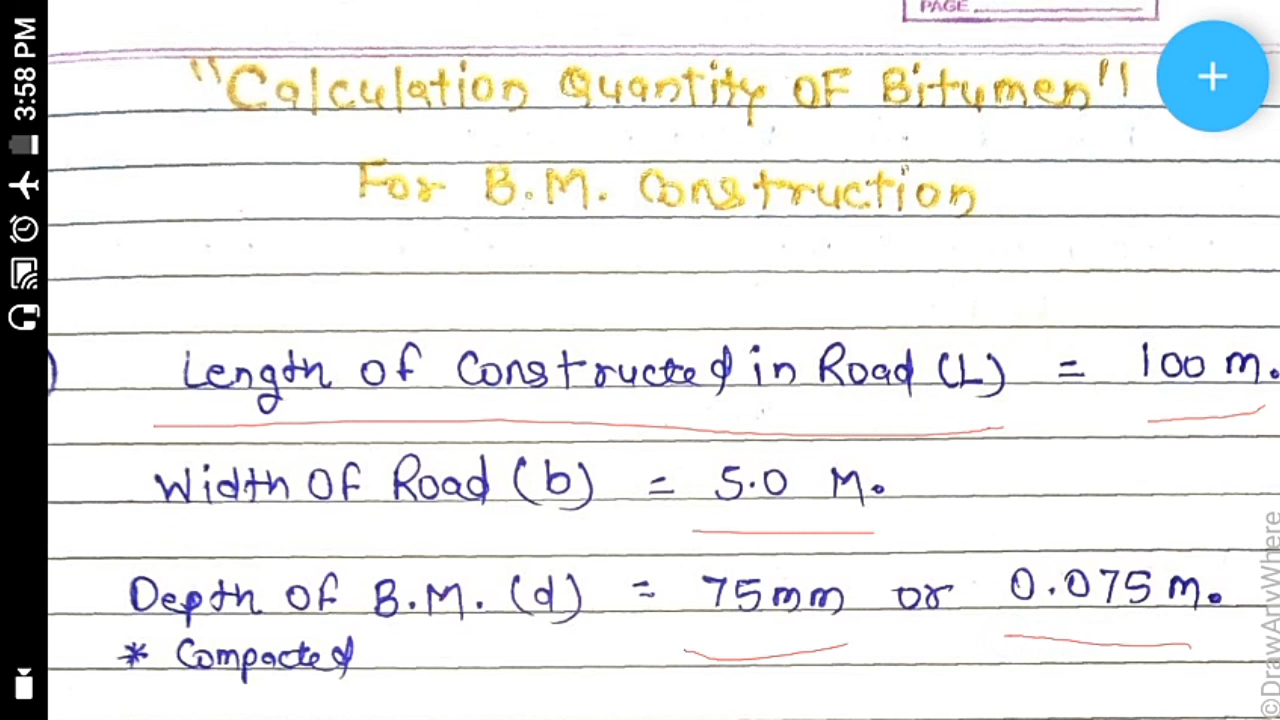 PAGE
"Calculation Quantity OF Bitumen"
For B.M. Construction
) Length of Constructed in Road (L) = 100 m.
Width Of Road (b) = 5.0 M.
Depth Of B.M. (d) = 75mm or 0.075 m.
* Compacted
3:58 PM
©DrawAnyWhere